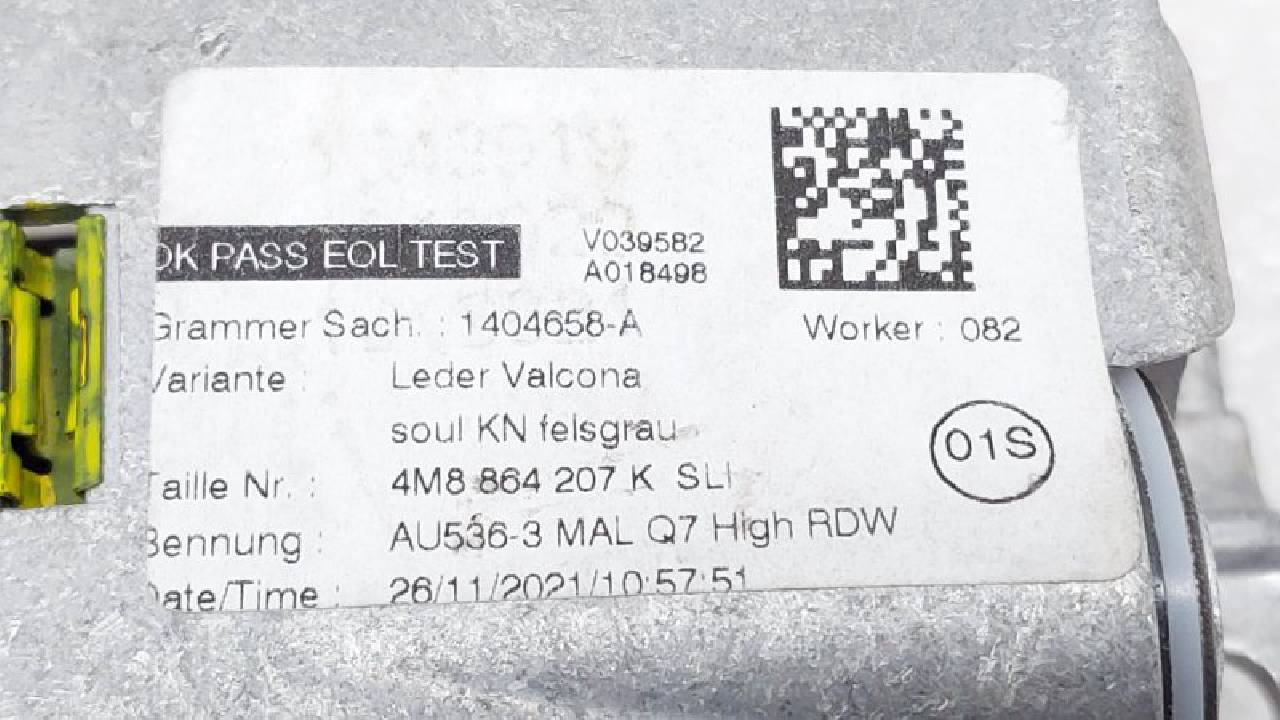 OK PASS EOL TEST
V039582
A018498
Grammer Sach. : 1404658-A
Worker : 082
Variante : Leder Valcona
soul KN felsgrau
01S
Taille Nr. : 4M8 864 207 K SLI
Bennung : AU536-3 MAL Q7 High RDW
Date/Time : 26/11/2021/10:57:51